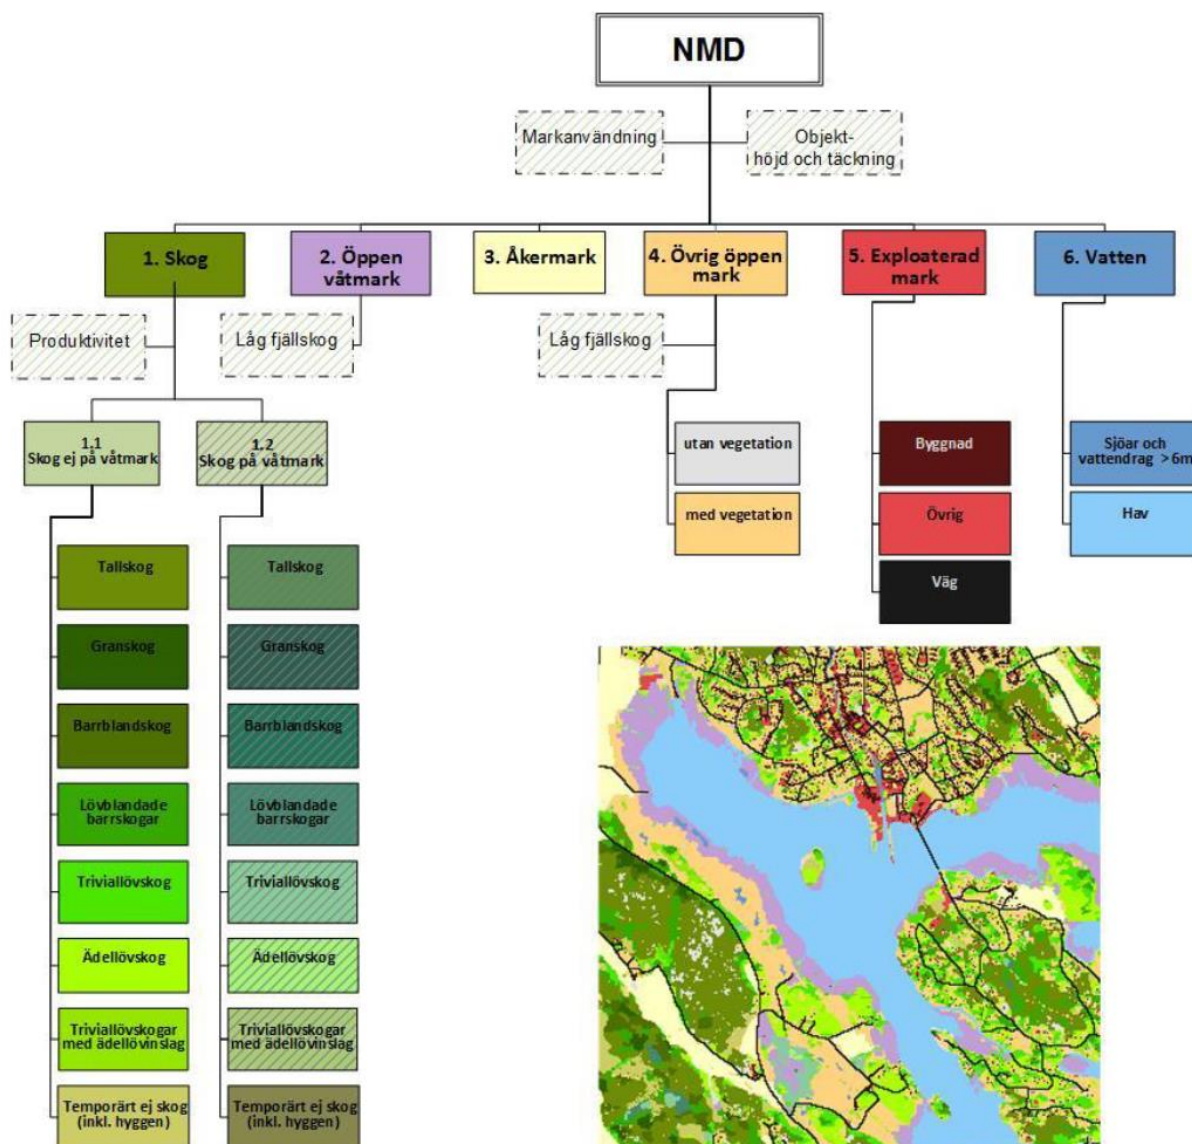 NMD
Markanvändning
Objekt-
höjd och täckning
1. Skog
2. Öppen
våtmark
3. Åkermark
4. Övrig öppen
mark
5. Exploaterad
mark
6. Vatten
Produktivitet
Låg fjällskog
Låg fjällskog
1.1
Skog ej på våtmark
1.2
Skog på våtmark
utan vegetation
med vegetation
Byggnad
Övrig
Väg
Sjöar och
vattendrag >6m
Hav
Tallskog
Granskog
Barrblandskog
Lövblandade
barrskogar
Triviallövskog
Ädellövskog
Triviallövskogar
med ädellövinslag
Temporärt ej skog
(inkl. hyggen)
Tallskog
Granskog
Barrblandskog
Lövblandade
barrskogar
Triviallövskog
Ädellövskog
Triviallövskogar
med ädellövinslag
Temporärt ej skog
(inkl. hyggen)